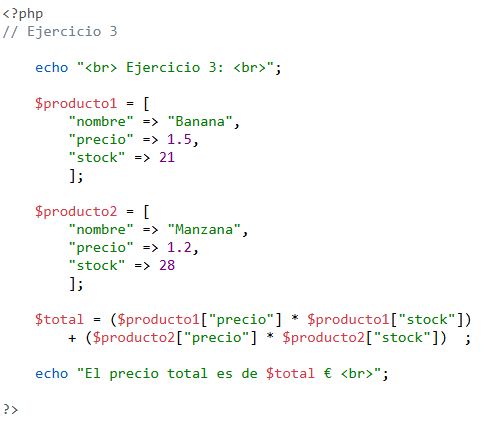 <?php
// Ejercicio 3
echo "<br> Ejercicio 3: <br>";
$producto1 = [
"nombre" => "Banana",
"precio" => 1.5,
"stock" => 21
];
$producto2 = [
"nombre" => "Manzana",
"precio" => 1.2,
"stock" => 28
];
$total = ($producto1["precio"] * $producto1["stock"])
+ ($producto2["precio"] * $producto2["stock"])  ;
echo "El precio total es de $total € <br>";
?>